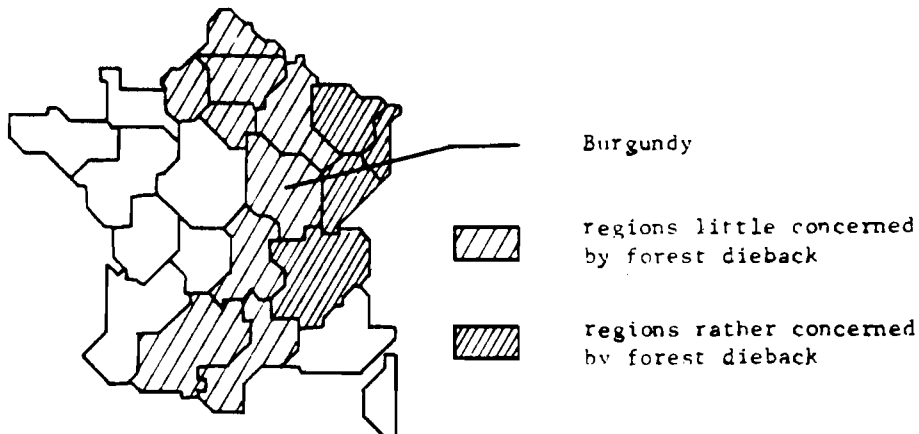 Burgundy
regions little concerned
by forest dieback
regions rather concerned
by forest dieback